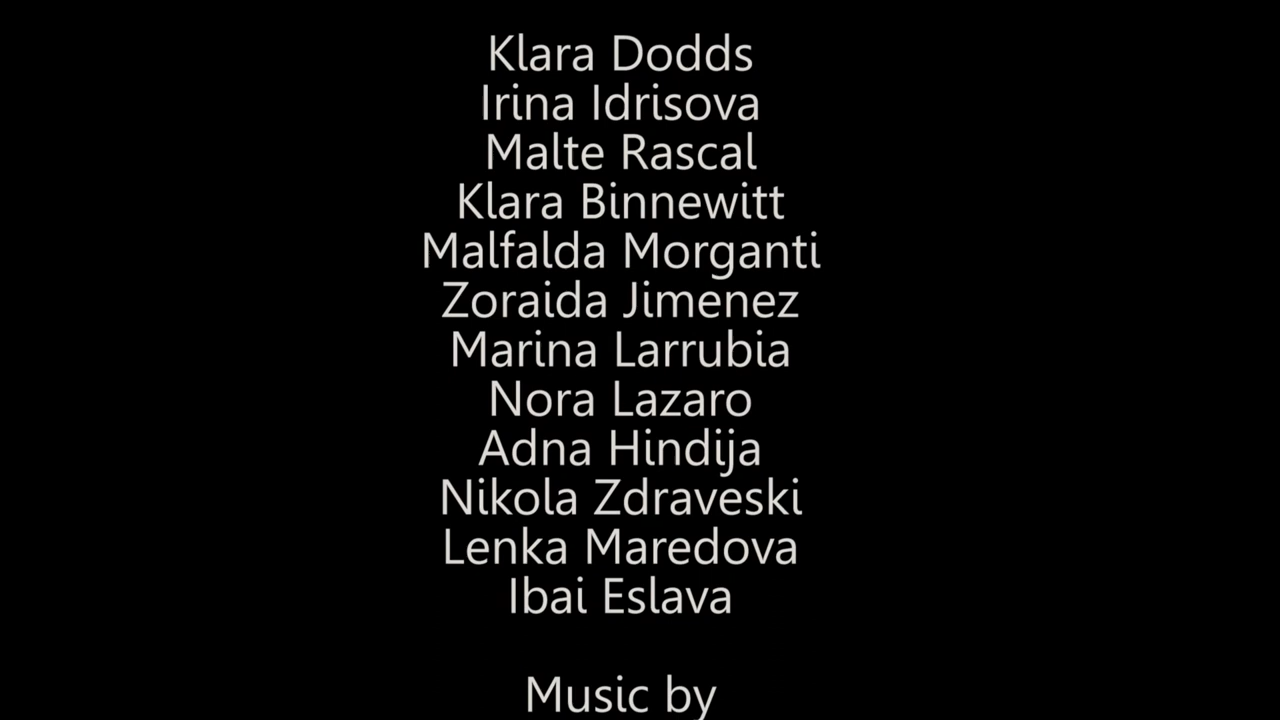 Klara Dodds
Irina Idrisova
Malte Rascal
Klara Binnewitt
Malfalda Morganti
Zoraida Jimenez
Marina Larrubia
Nora Lazaro
Adna Hindija
Nikola Zdraveski
Lenka Maredova
Ibai Eslava
Music by